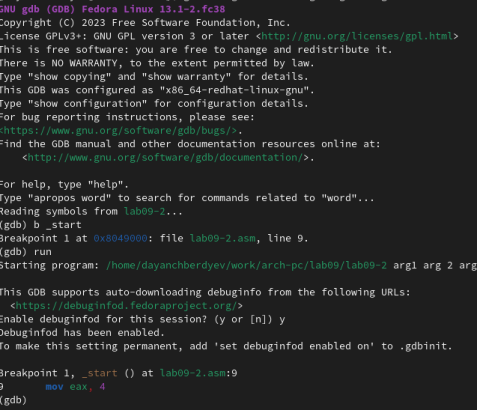 GNU gdb (GDB) Fedora Linux 13.1-2.fc38
Copyright (C) 2023 Free Software Foundation, Inc.
License GPLv3+: GNU GPL version 3 or later <http://gnu.org/licenses/gpl.html>
This is free software: you are free to change and redistribute it.
There is NO WARRANTY, to the extent permitted by law.
Type "show copying" and "show warranty" for details.
This GDB was configured as "x86_64-redhat-linux-gnu".
Type "show configuration" for configuration details.
For bug reporting instructions, please see:
<https://www.gnu.org/software/gdb/bugs/>.
Find the GDB manual and other documentation resources online at:
    <http://www.gnu.org/software/gdb/documentation/>.
For help, type "help".
Type "apropos word" to search for commands related to "word"...
Reading symbols from lab09-2...
(gdb) b _start
Breakpoint 1 at 0x8049000: file lab09-2.asm, line 9.
(gdb) run
Starting program: /home/dayanchberdyev/work/arch-pc/lab09/lab09-2 arg1 arg 2 arg
This GDB supports auto-downloading debuginfo from the following URLs:
  <https://debuginfod.fedoraproject.org/>
Enable debuginfod for this session? (y or [n]) y
Debuginfod has been enabled.
To make this setting permanent, add 'set debuginfod enabled on' to .gdbinit.
Breakpoint 1, _start () at lab09-2.asm:9
9       mov eax, 4
(gdb)